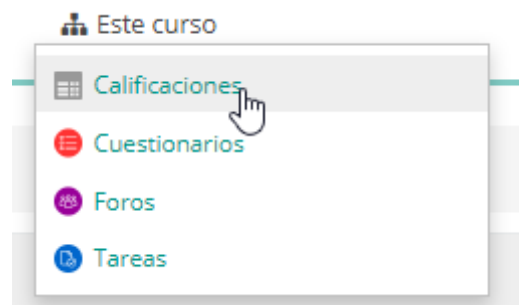 Este curso
Calificaciones
Cuestionarios
Foros
Tareas